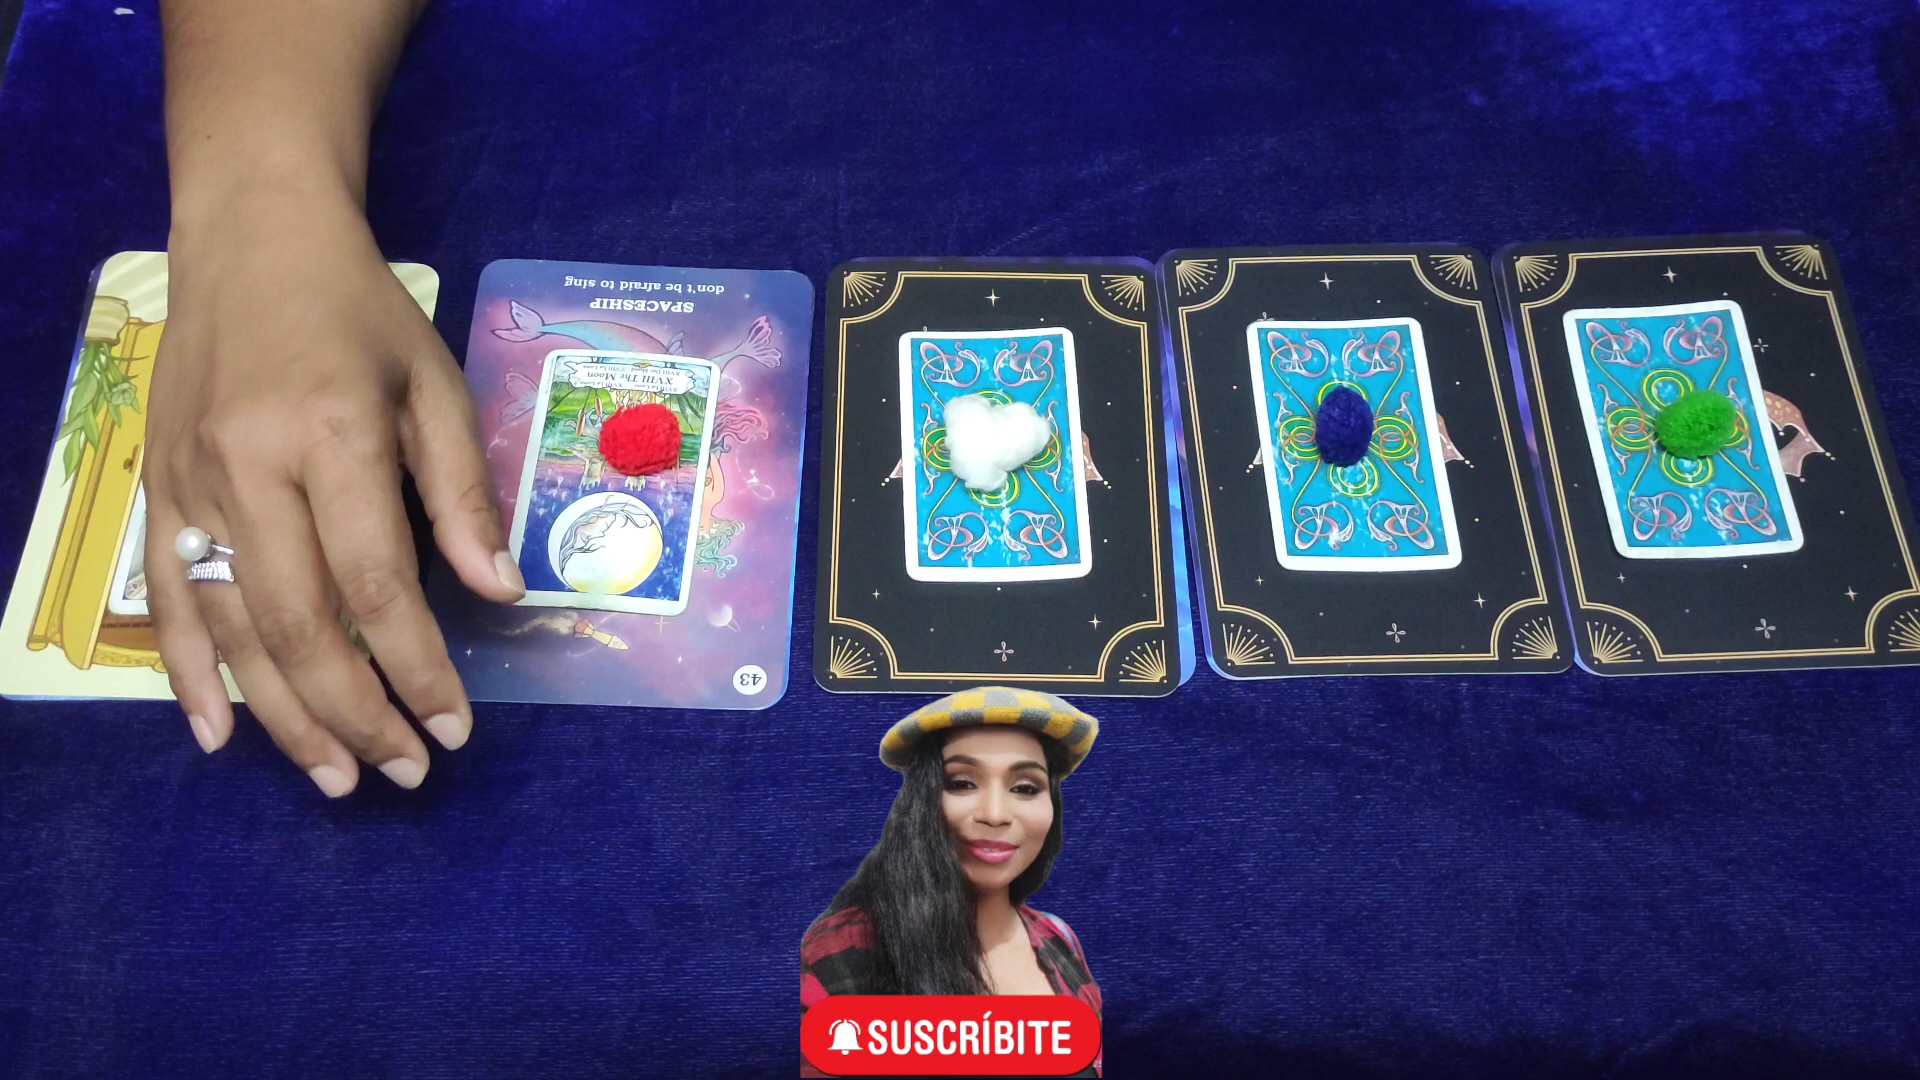 don't be afraid to sing
SPACESHIP
XVIII The Moon
43
SUSCRÍBITE